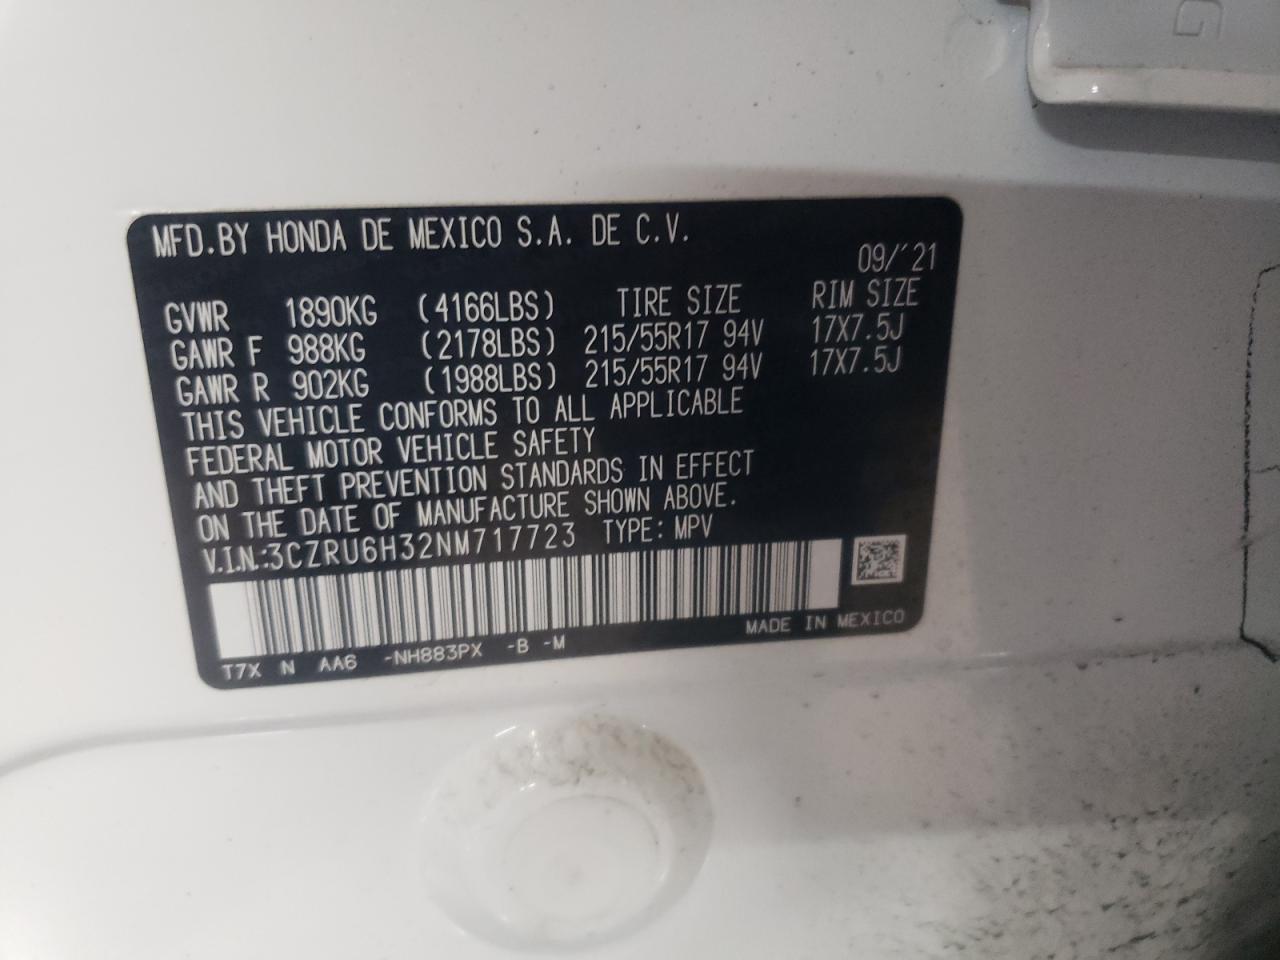 MFD.BY HONDA DE MEXICO S.A. DE C.V.
09/'21
GVWR 1890KG (4166LBS) TIRE SIZE RIM SIZE
GAWR F 988KG (2178LBS) 215/55R17 94V 17X7.5J
GAWR R 902KG (1988LBS) 215/55R17 94V 17X7.5J
THIS VEHICLE CONFORMS TO ALL APPLICABLE
FEDERAL MOTOR VEHICLE SAFETY
AND THEFT PREVENTION STANDARDS IN EFFECT
ON THE DATE OF MANUFACTURE SHOWN ABOVE.
V.I.N.:3CZRU6H32NM717723 TYPE: MPV
MADE IN MEXICO
T7X N AA6 -NH883PX -B -M